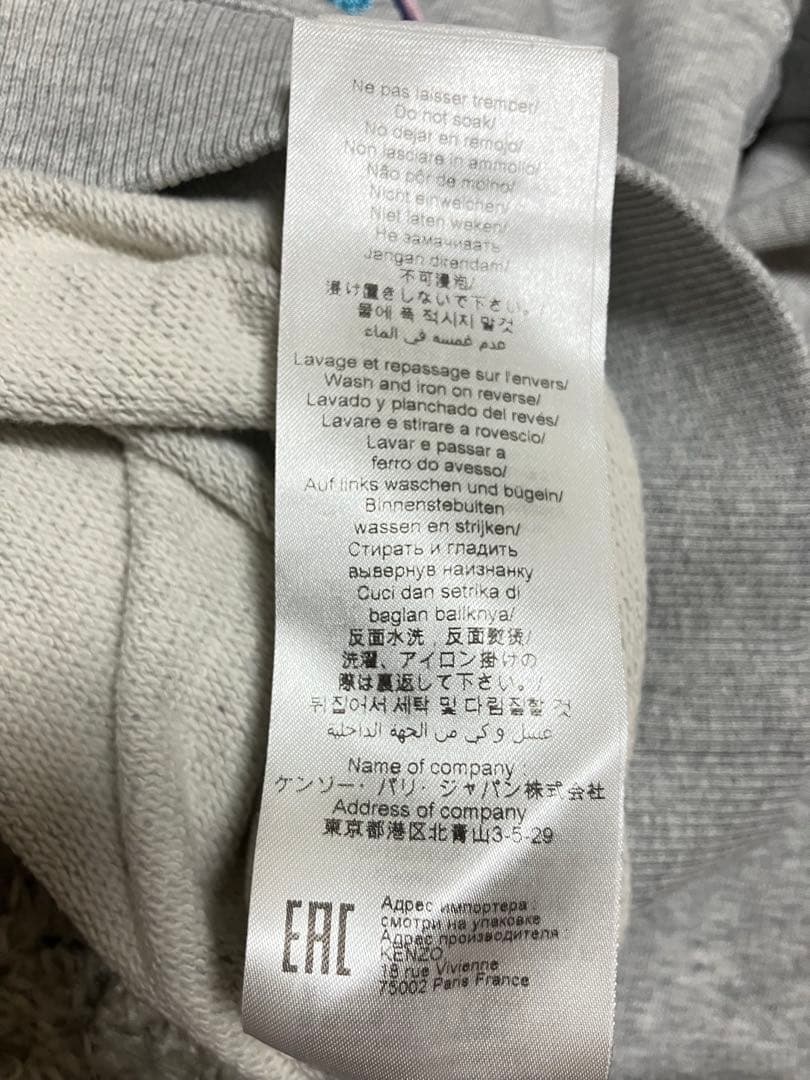 Ne pas laisser tremper/
Do not soak/
No dejar en remojo/
Non lasciare in ammollo/
Não pôr de molho/
Nicht einweichen/
Niet laten weken/
Не замачивать
Jangan direndam/
不可浸泡/
浸け置きしないで下さい。/
물에 푹 적시지 말것
عدم غمسه في الماء
Lavage et repassage sur l'envers/
Wash and iron on reverse/
Lavado y planchado del revés/
Lavare e stirare a rovescio/
Lavar e passar a
ferro do avesso/
Auf links waschen und bügeln/
Binnenstebuiten
wassen en strijken/
Стирать и гладить
вывернув наизнанку
Cuci dan setrika di
baglan bailknya/
反面水洗，反面熨烫/
洗濯、アイロン掛けの
際は裏返して下さい。/
뒤집어서 세탁 및 다림질할 것
غسل و كي من الجهة الداخلية
Name of company :
ケンゾー・パリ・ジャパン株式会社
Address of company
東京都港区北青山3-5-29
EAC
Адрес импортера :
смотри на упаковке
Адрес производителя :
KENZO
18 rue Vivienne
75002 Paris France